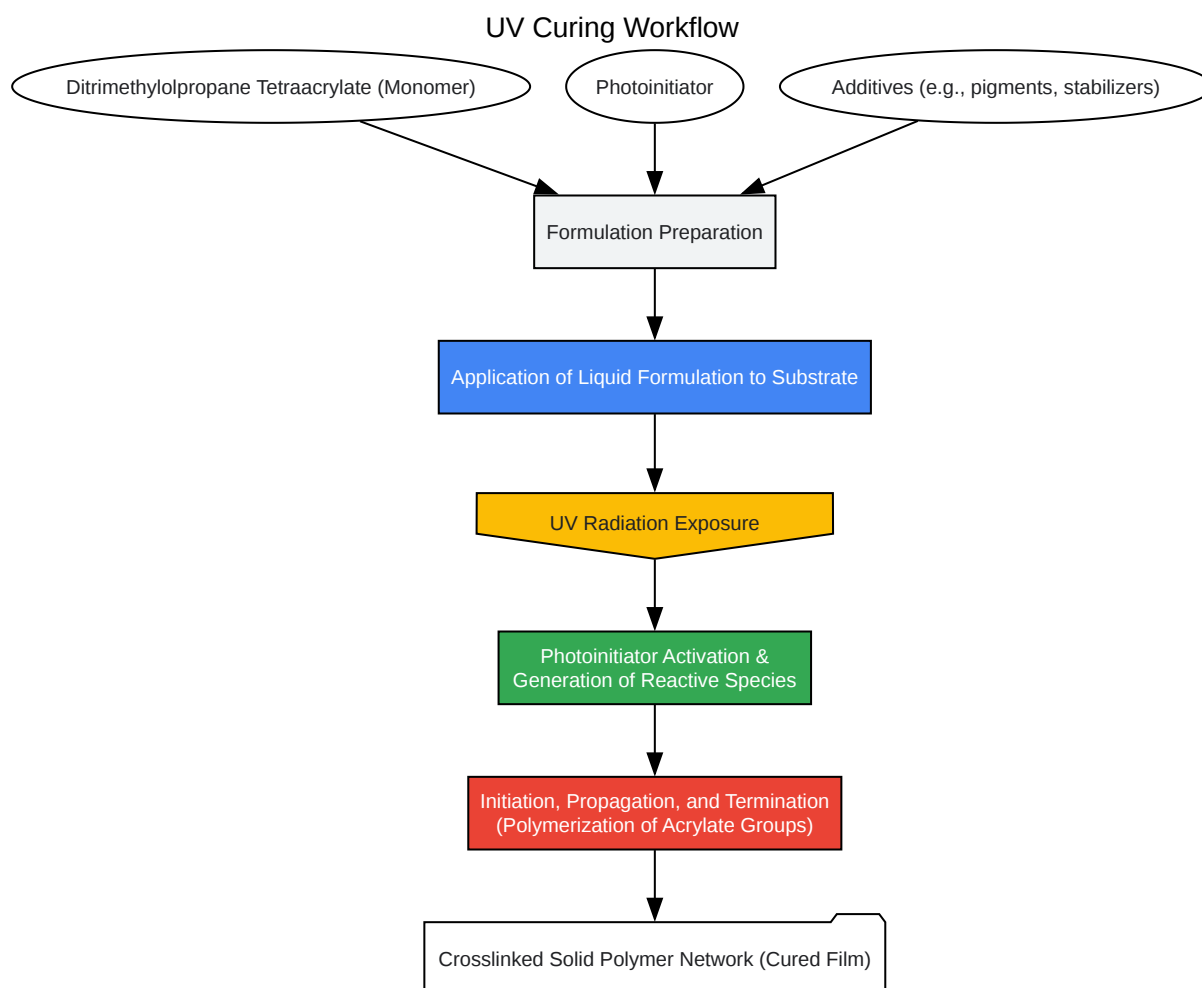 UV Curing Workflow
Ditrimethylolpropane Tetraacrylate (Monomer)
Photoinitiator
Additives (e.g., pigments, stabilizers)
Formulation Preparation
Application of Liquid Formulation to Substrate
UV Radiation Exposure
Photoinitiator Activation &
Generation of Reactive Species
Initiation, Propagation, and Termination
(Polymerization of Acrylate Groups)
Crosslinked Solid Polymer Network (Cured Film)